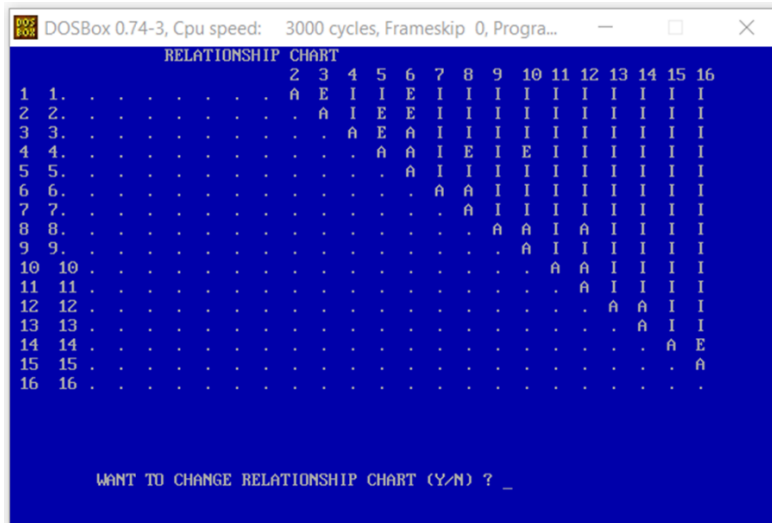 DOSBox 0.74-3, Cpu speed: 3000 cycles, Frameskip 0, Progra...
RELATIONSHIP CHART
2 3 4 5 6 7 8 9 10 11 12 13 14 15 16
1 1. . . . . . . . A E I I E I I I I I I I I I I
2 2. . . . . . . . . A I E E I I I I I I I I I I
3 3. . . . . . . . . . A E A I I I I I I I I I I
4 4. . . . . . . . . . . A A I E I E I I I I I I
5 5. . . . . . . . . . . . A I I I I I I I I I I
6 6. . . . . . . . . . . . . A A I I I I I I I I
7 7. . . . . . . . . . . . . . A I I I I I I I I
8 8. . . . . . . . . . . . . . . A A I A I I I I
9 9. . . . . . . . . . . . . . . . A I I I I I I
10 10 . . . . . . . . . . . . . . . . A A I I I I
11 11 . . . . . . . . . . . . . . . . . A I I I I
12 12 . . . . . . . . . . . . . . . . . . A A I I
13 13 . . . . . . . . . . . . . . . . . . . A I I
14 14 . . . . . . . . . . . . . . . . . . . . A E
15 15 . . . . . . . . . . . . . . . . . . . . . A
16 16 . . . . . . . . . . . . . . . . . . . . . .
WANT TO CHANGE RELATIONSHIP CHART (Y/N) ? _